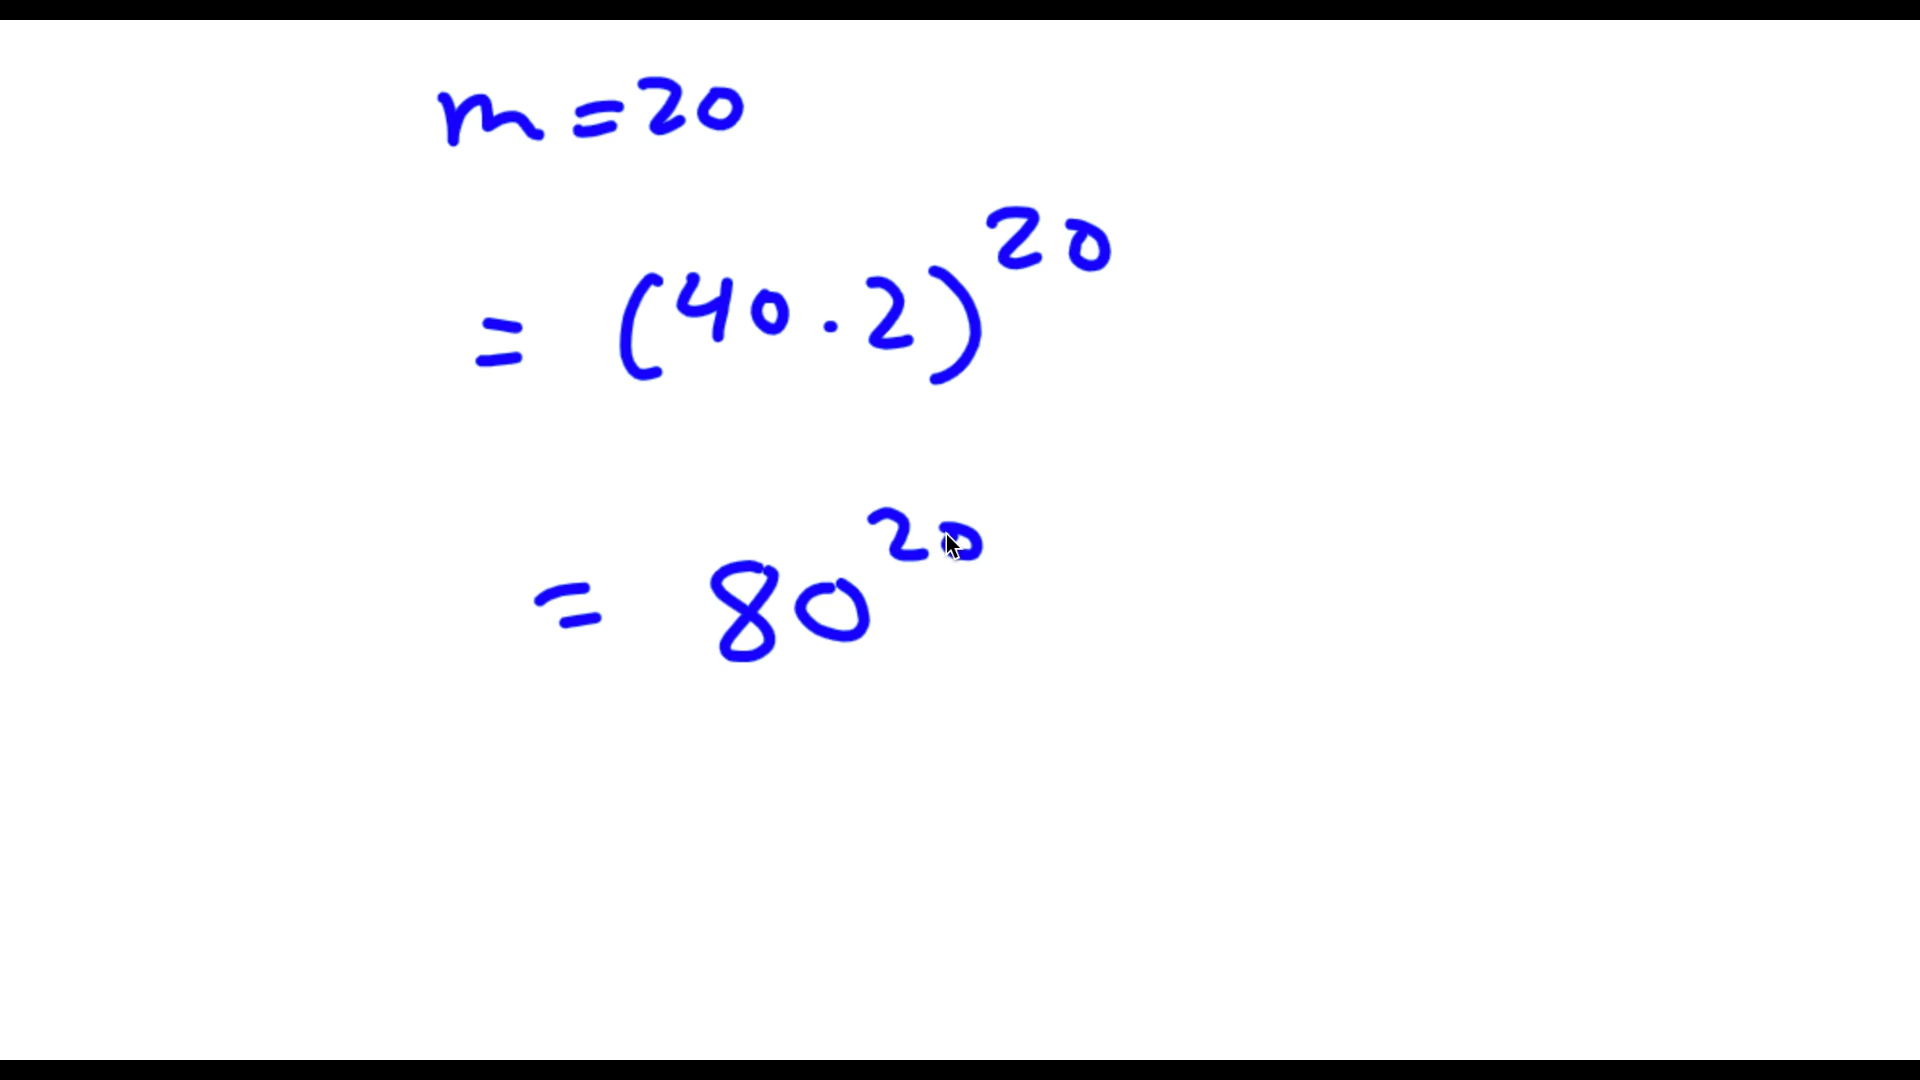 m = 20
= (40 . 2)^20
= 80^20